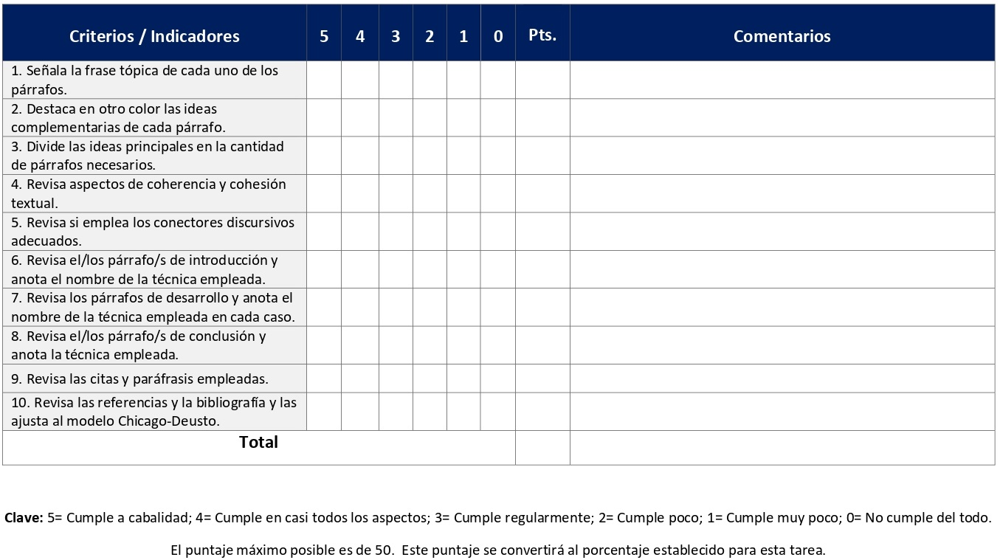 Criterios / Indicadores 5 4 3 2 1 0 Pts. Comentarios
1. Señala la frase tópica de cada uno de los
párrafos.
2. Destaca en otro color las ideas
complementarias de cada párrafo.
3. Divide las ideas principales en la cantidad
de párrafos necesarios.
4. Revisa aspectos de coherencia y cohesión
textual.
5. Revisa si emplea los conectores discursivos
adecuados.
6. Revisa el/los párrafo/s de introducción y
anota el nombre de la técnica empleada.
7. Revisa los párrafos de desarrollo y anota el
nombre de la técnica empleada en cada caso.
8. Revisa el/los párrafo/s de conclusión y
anota la técnica empleada.
9. Revisa las citas y paráfrasis empleadas.
10. Revisa las referencias y la bibliografía y las
ajusta al modelo Chicago-Deusto.
Total
Clave: 5= Cumple a cabalidad; 4= Cumple en casi todos los aspectos; 3= Cumple regularmente; 2= Cumple poco; 1= Cumple muy poco; 0= No cumple del todo.
El puntaje máximo posible es de 50. Este puntaje se convertirá al porcentaje establecido para esta tarea.